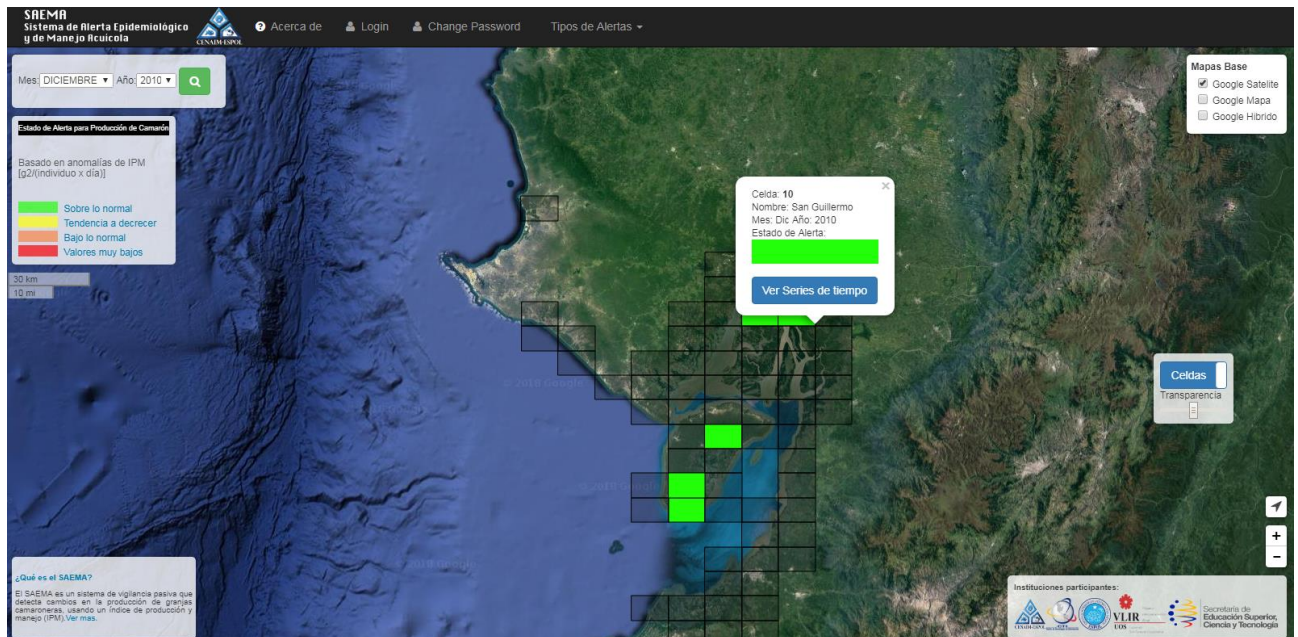 SAEMA
Sistema de Alerta Epidemiológico
y de Manejo Acuícola
CENAIM-ESPOL
Acerca de
Login
Change Password
Tipos de Alertas
Mes: DICIEMBRE Año: 2010
Estado de Alerta para Producción de Camarón
Basado en anomalías de IPM
[g2/(individuo x día)]
Sobre lo normal
Tendencia a decrecer
Bajo lo normal
Valores muy bajos
30 km
10 mi
Mapas Base
Google Satelite
Google Mapa
Google Hibrido
Celda: 10
Nombre: San Guillermo
Mes: Dic Año: 2010
Estado de Alerta:
Ver Series de tiempo
Celdas
Transparencia
© 2018 Google
¿Qué es el SAEMA?
El SAEMA es un sistema de vigilancia pasiva que
detecta cambios en la producción de granjas
camaroneras, usando un índice de producción y
manejo (IPM).Ver mas.
+
−
Instituciones participantes:
CENAIM-ESPOL
VLIR
UOS
Secretaría de
Educación Superior,
Ciencia y Tecnología